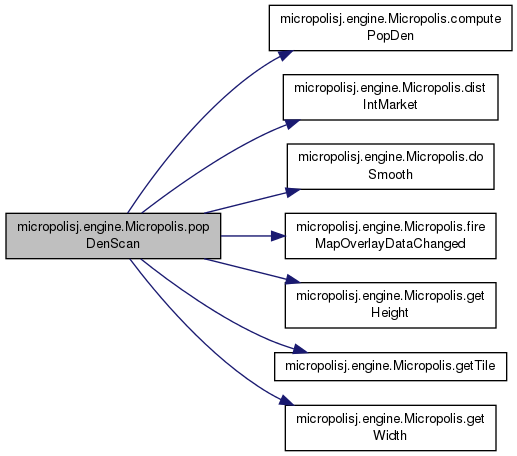 micropolisj.engine.Micropolis.pop
DenScan
micropolisj.engine.Micropolis.compute
PopDen
micropolisj.engine.Micropolis.dist
IntMarket
micropolisj.engine.Micropolis.do
Smooth
micropolisj.engine.Micropolis.fire
MapOverlayDataChanged
micropolisj.engine.Micropolis.get
Height
micropolisj.engine.Micropolis.getTile
micropolisj.engine.Micropolis.get
Width